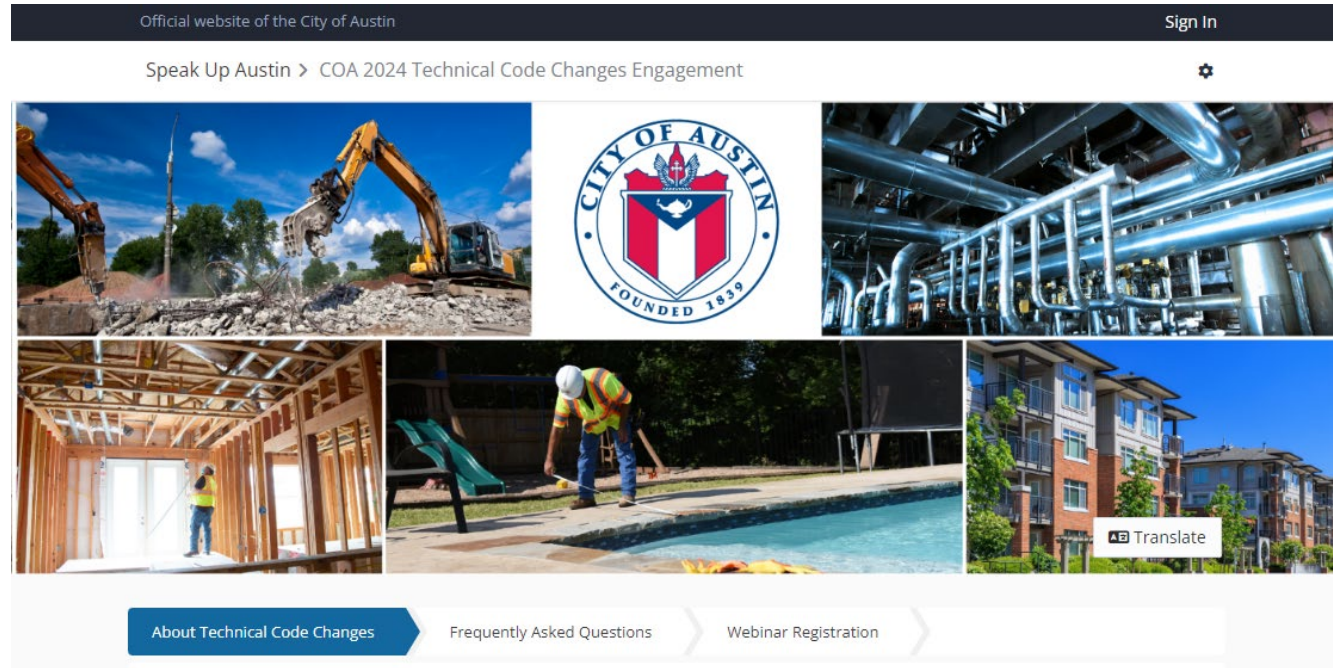 Official website of the City of Austin
Sign In
Speak Up Austin > COA 2024 Technical Code Changes Engagement
CITY OF AUSTIN
FOUNDED 1839
Translate
About Technical Code Changes
Frequently Asked Questions
Webinar Registration